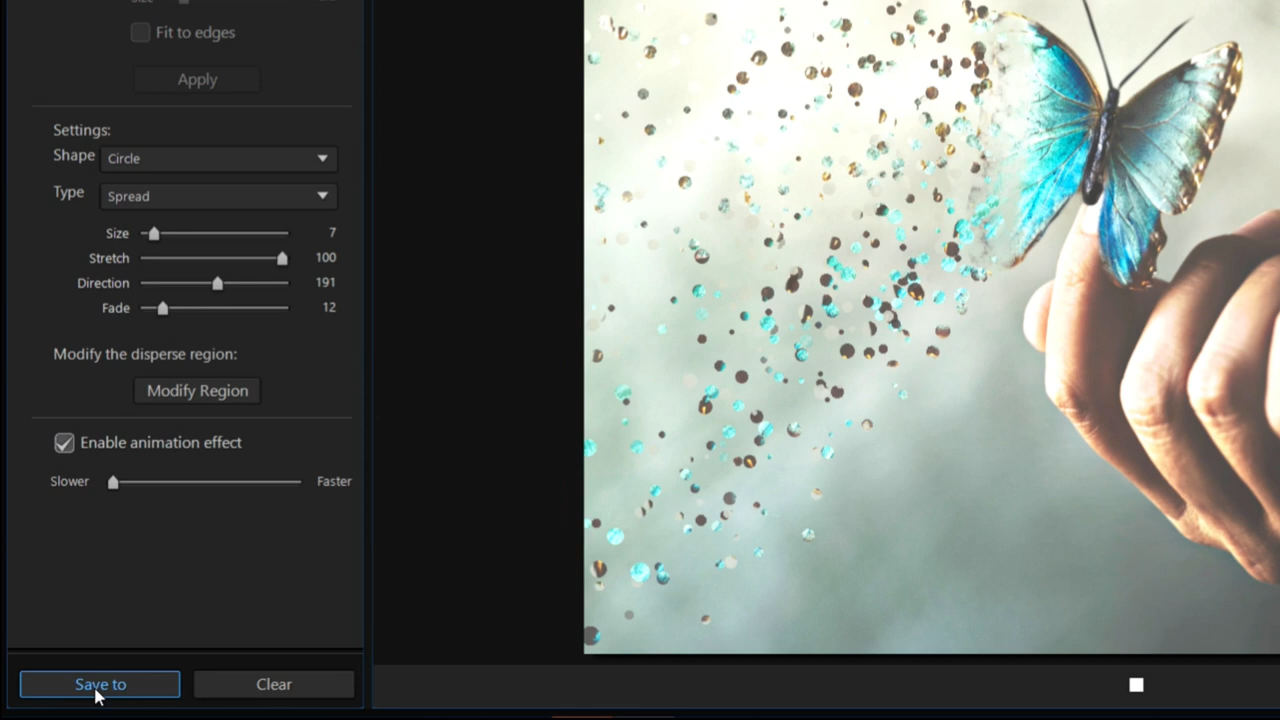 Size
Fit to edges
Apply
Settings:
Shape Circle
Type Spread
Size 7
Stretch 100
Direction 191
Fade 12
Modify the disperse region:
Modify Region
Enable animation effect
Slower Faster
Save to Clear